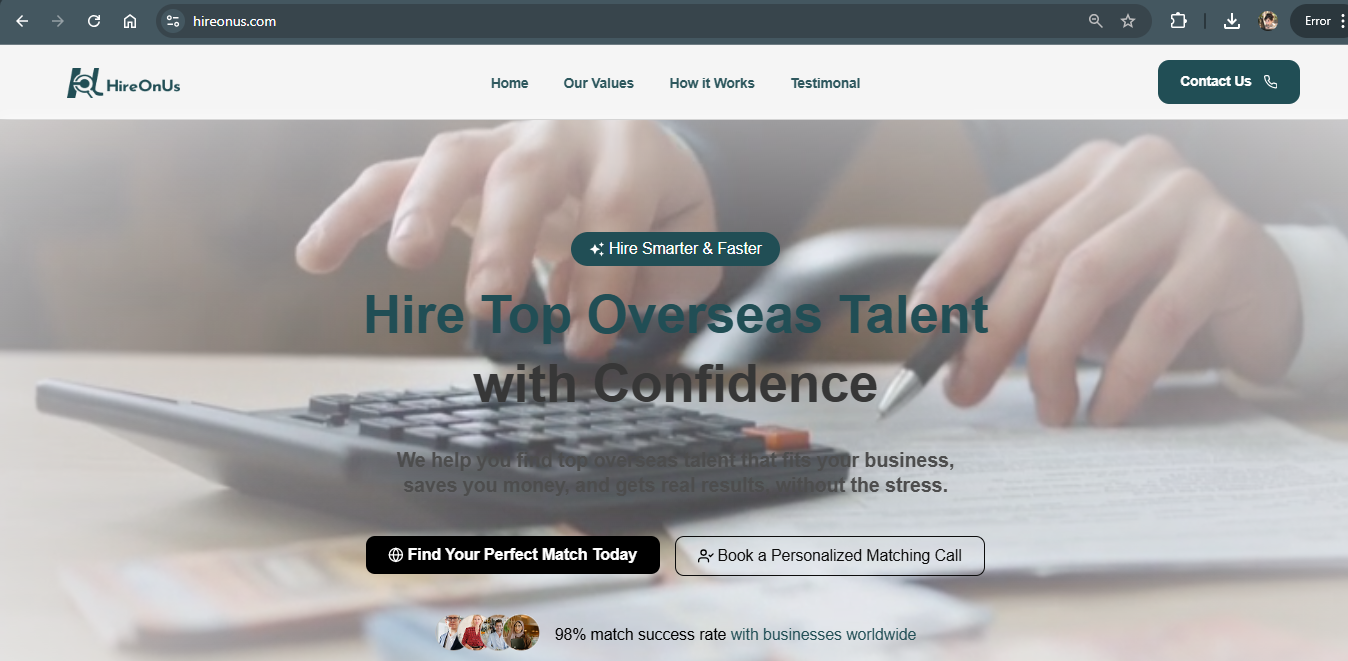 hireonus.com
Error
HireOnUs
Home
Our Values
How it Works
Testimonal
Contact Us
Hire Smarter & Faster
Hire Top Overseas Talent
with Confidence
We help you find top overseas talent that fits your business,
saves you money, and gets real results, without the stress.
Find Your Perfect Match Today
Book a Personalized Matching Call
98% match success rate with businesses worldwide